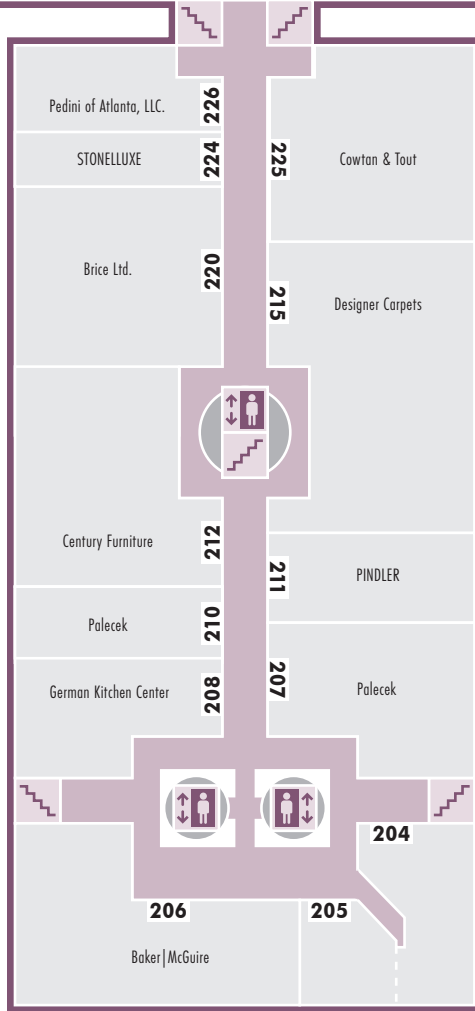 Pedini of Atlanta, LLC.
226
STONELLUXE
224
225
Cowtan & Tout
Brice Ltd.
220
215
Designer Carpets
Century Furniture
212
211
PINDLER
Palecek
210
German Kitchen Center
208
207
Palecek
204
206
205
Baker|McGuire